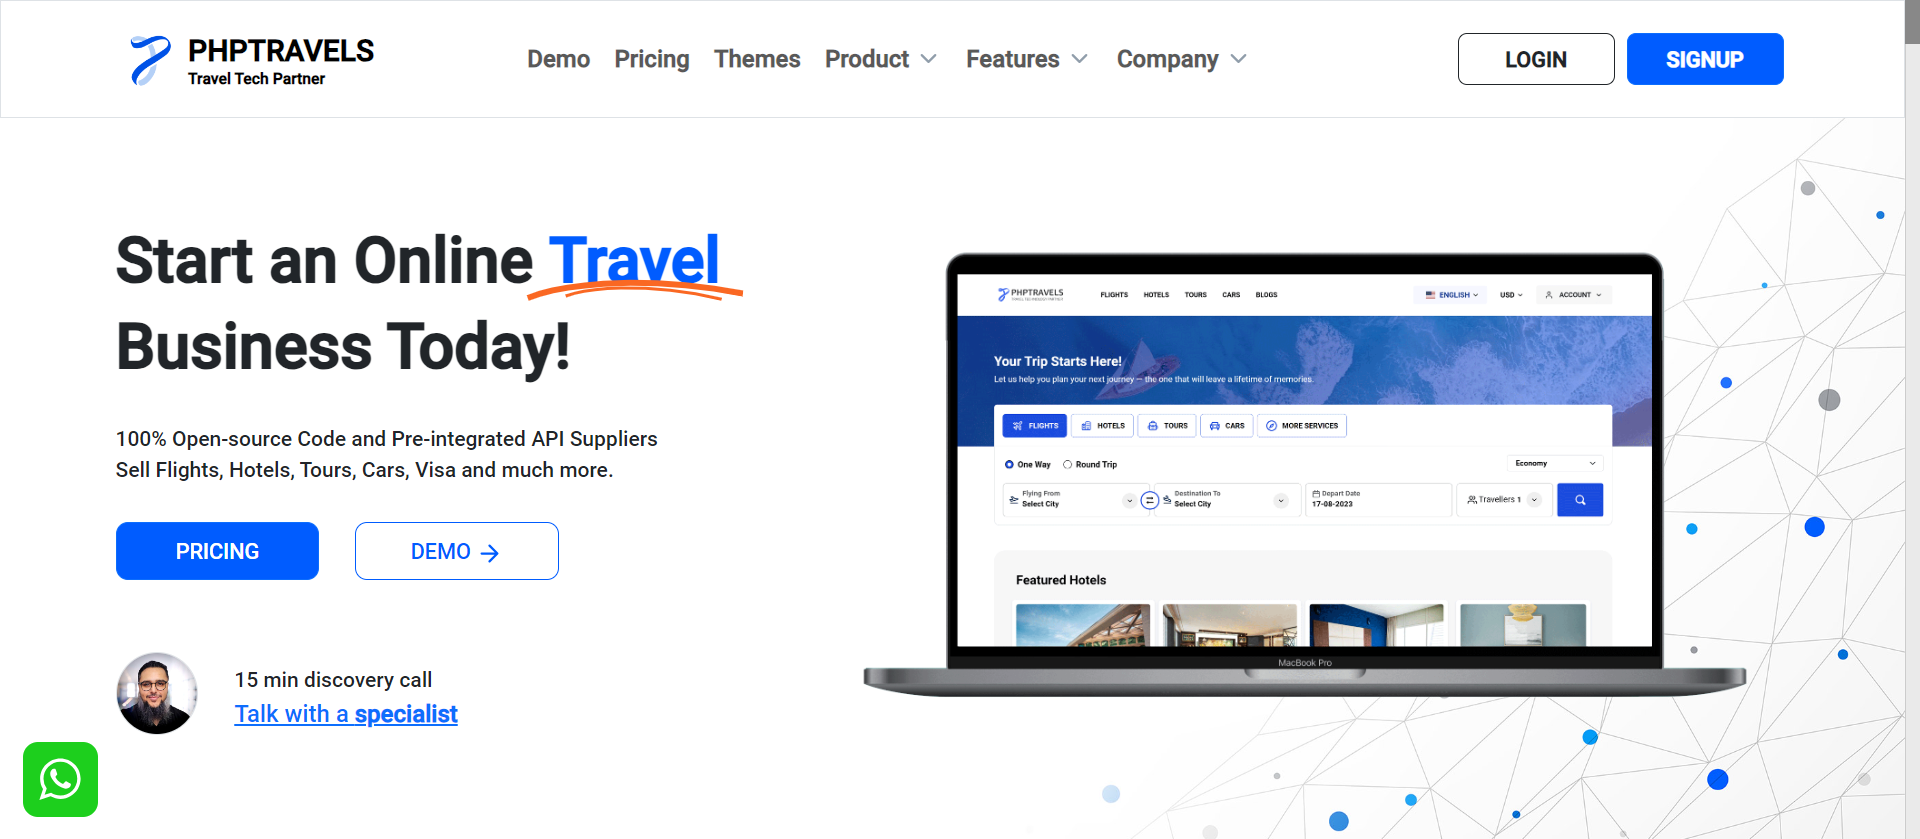 PHPTRAVELS
Travel Tech Partner
Demo Pricing Themes Product Features Company
LOGIN
SIGNUP
Start an Online Travel
Business Today!
100% Open-source Code and Pre-integrated API Suppliers
Sell Flights, Hotels, Tours, Cars, Visa and much more.
PRICING
DEMO
15 min discovery call
Talk with a specialist
PHPTRAVELS
FLIGHTS HOTELS TOURS CARS BLOGS
ENGLISH USD ACCOUNT
Your Trip Starts Here!
Let us help you plan your next journey — the one that will leave a lifetime of memories.
FLIGHTS HOTELS TOURS CARS MORE SERVICES
One Way Round Trip
Economy
Flying From
Select City
Destination To
Select City
Depart Date
17-08-2023
Travellers 1
Featured Hotels
MacBook Pro